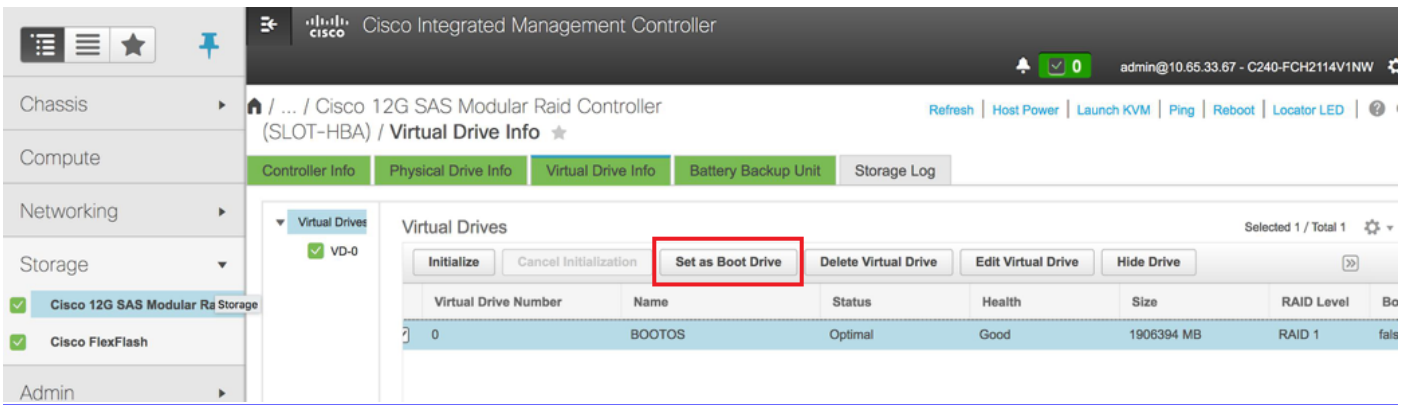 cisco Cisco Integrated Management Controller
0 admin@10.65.33.67 - C240-FCH2114V1NW
Chassis
Compute
Networking
Storage
Cisco 12G SAS Modular Ra Storage
Cisco FlexFlash
Admin
/ ... / Cisco 12G SAS Modular Raid Controller
(SLOT-HBA) / Virtual Drive Info
Refresh | Host Power | Launch KVM | Ping | Reboot | Locator LED |
Controller Info Physical Drive Info Virtual Drive Info Battery Backup Unit Storage Log
Virtual Drives
VD-0
Virtual Drives Selected 1 / Total 1
Initialize Cancel Initialization Set as Boot Drive Delete Virtual Drive Edit Virtual Drive Hide Drive
Virtual Drive Number Name Status Health Size RAID Level Bo
0 BOOTOS Optimal Good 1906394 MB RAID 1 fals